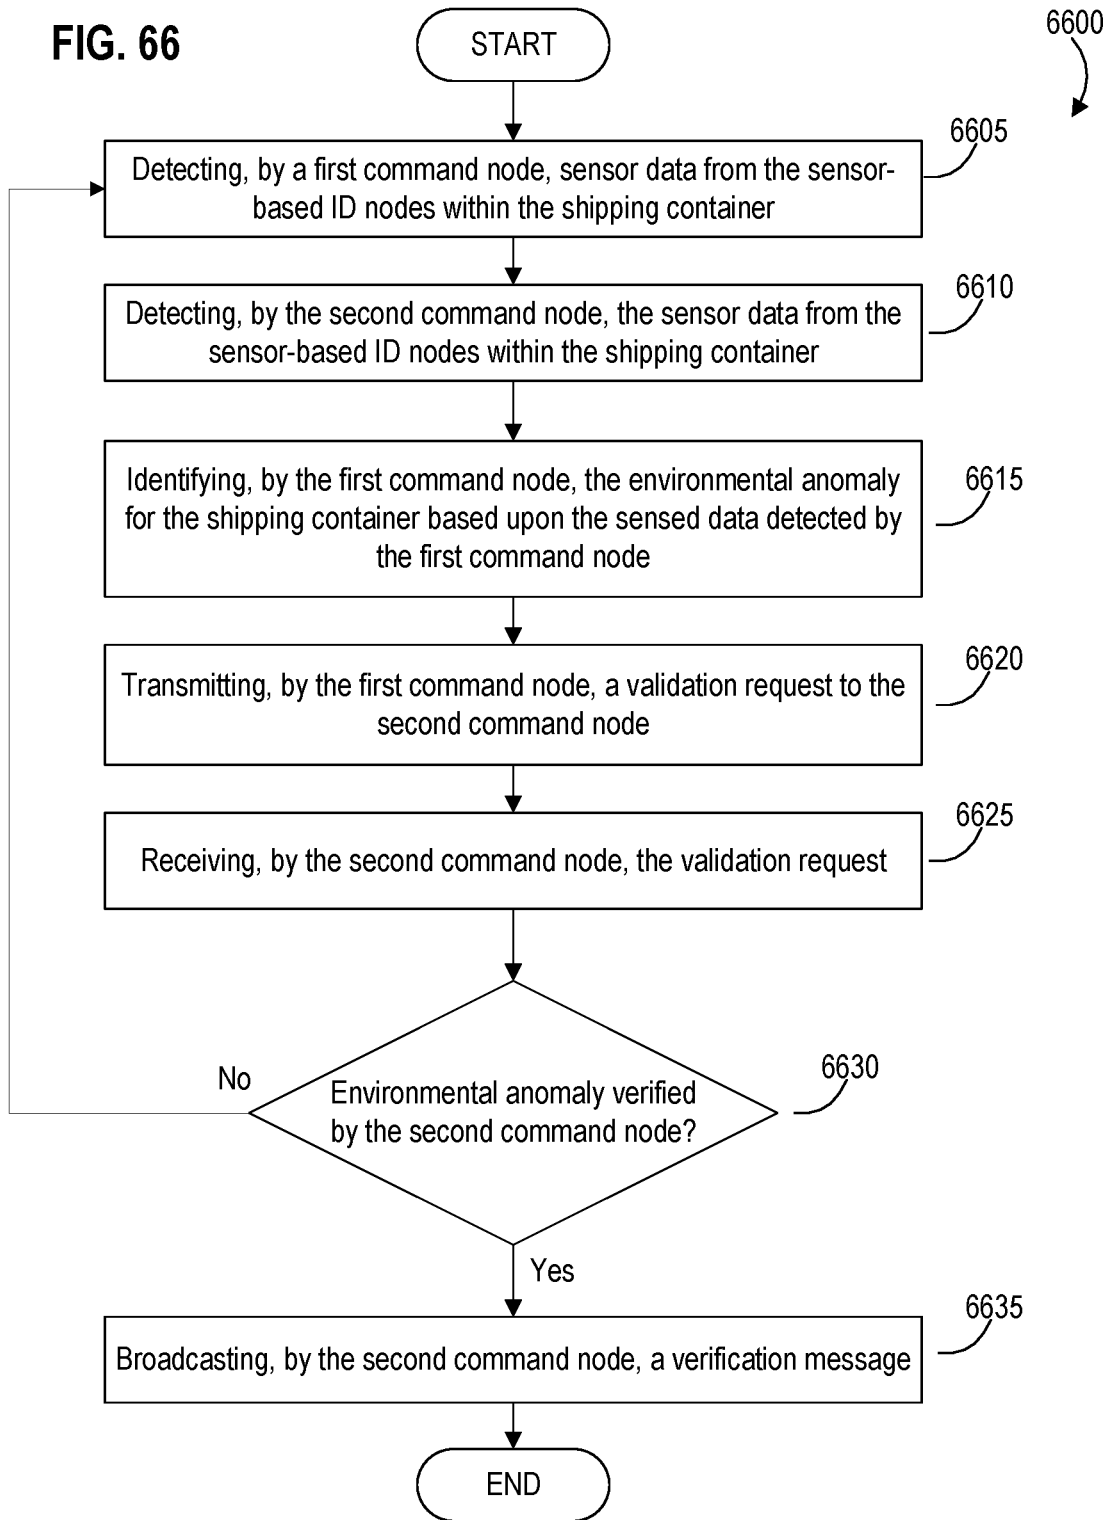 FIG. 66
START
6600
6605
Detecting, by a first command node, sensor data from the sensor-
based ID nodes within the shipping container
6610
Detecting, by the second command node, the sensor data from the
sensor-based ID nodes within the shipping container
Identifying, by the first command node, the environmental anomaly
for the shipping container based upon the sensed data detected by
the first command node
6615
6620
Transmitting, by the first command node, a validation request to the
second command node
6625
Receiving, by the second command node, the validation request
No
Environmental anomaly verified
by the second command node?
6630
Yes
6635
Broadcasting, by the second command node, a verification message
END